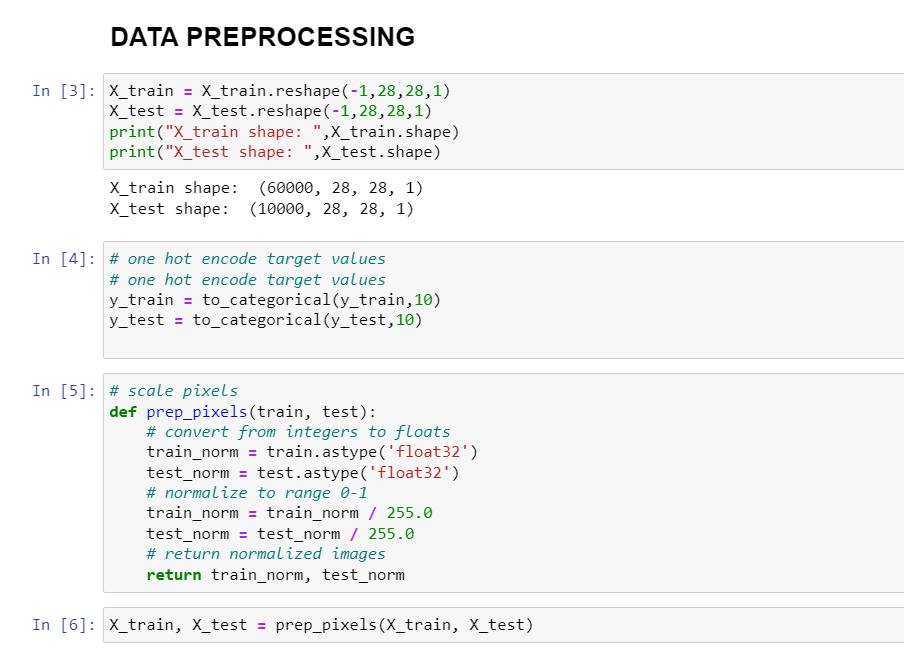 DATA PREPROCESSING
In [3]: X_train = X_train.reshape(-1,28,28,1)
X_test = X_test.reshape(-1,28,28,1)
print("X_train shape: ",X_train.shape)
print("X_test shape: ",X_test.shape)
X_train shape:  (60000, 28, 28, 1)
X_test shape:  (10000, 28, 28, 1)
In [4]: # one hot encode target values
# one hot encode target values
y_train = to_categorical(y_train,10)
y_test = to_categorical(y_test,10)
In [5]: # scale pixels
def prep_pixels(train, test):
    # convert from integers to floats
    train_norm = train.astype('float32')
    test_norm = test.astype('float32')
    # normalize to range 0-1
    train_norm = train_norm / 255.0
    test_norm = test_norm / 255.0
    # return normalized images
    return train_norm, test_norm
In [6]: X_train, X_test = prep_pixels(X_train, X_test)